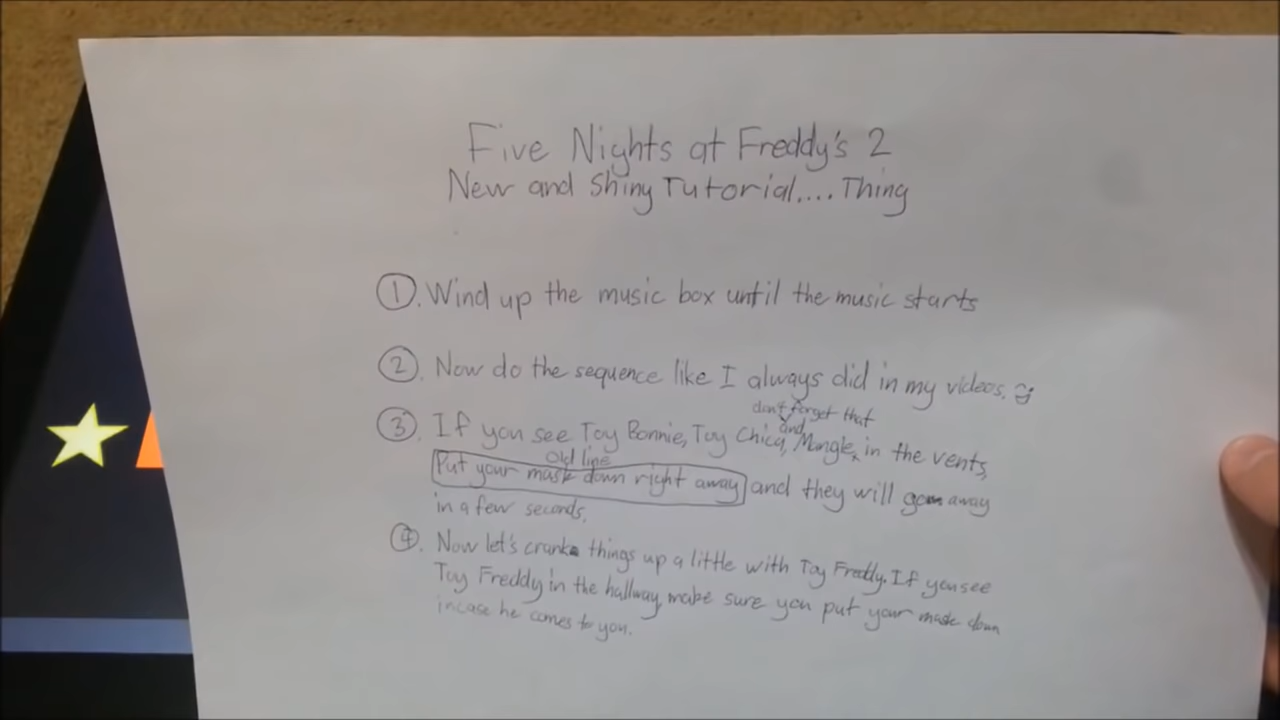 Five Nights at Freddy's 2
New and Shiny Tutorial.... Thing
1. Wind up the music box until the music starts
2. Now do the sequence like I always did in my videos.
don't forget that
and
3. If you see Toy Bonnie, Toy Chica, Mangle, in the vents,
Old line
Put your mask down right away and they will go away
in a few seconds.
4. Now let's crank things up a little with Toy Freddy. If you see
Toy Freddy in the hallway, make sure you put your mask down
incase he comes to you.